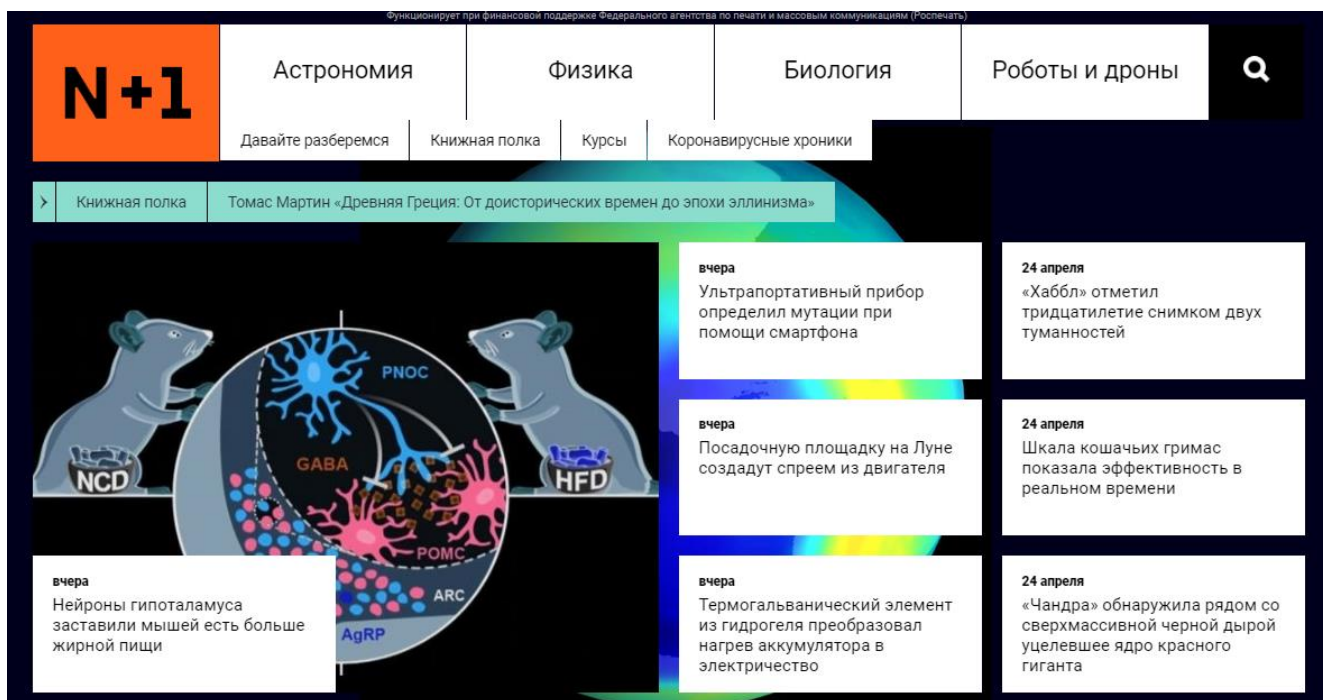 Функционирует при финансовой поддержке Федерального агентства по печати и массовым коммуникациям (Роспечать)
N+1
Астрономия
Физика
Биология
Роботы и дроны
Давайте разберемся
Книжная полка
Курсы
Коронавирусные хроники
Книжная полка
Томас Мартин «Древняя Греция: От доисторических времен до эпохи эллинизма»
PNOC
GABA
NCD
HFD
POMC
ARC
AgRP
вчера
Нейроны гипоталамуса
заставили мышей есть больше
жирной пищи
вчера
Ультрапортативный прибор
определил мутации при
помощи смартфона
вчера
Посадочную площадку на Луне
создадут спреем из двигателя
вчера
Термогальванический элемент
из гидрогеля преобразовал
нагрев аккумулятора в
электричество
24 апреля
«Хаббл» отметил
тридцатилетие снимком двух
туманностей
24 апреля
Шкала кошачьих гримас
показала эффективность в
реальном времени
24 апреля
«Чандра» обнаружила рядом со
сверхмассивной черной дырой
уцелевшее ядро красного
гиганта